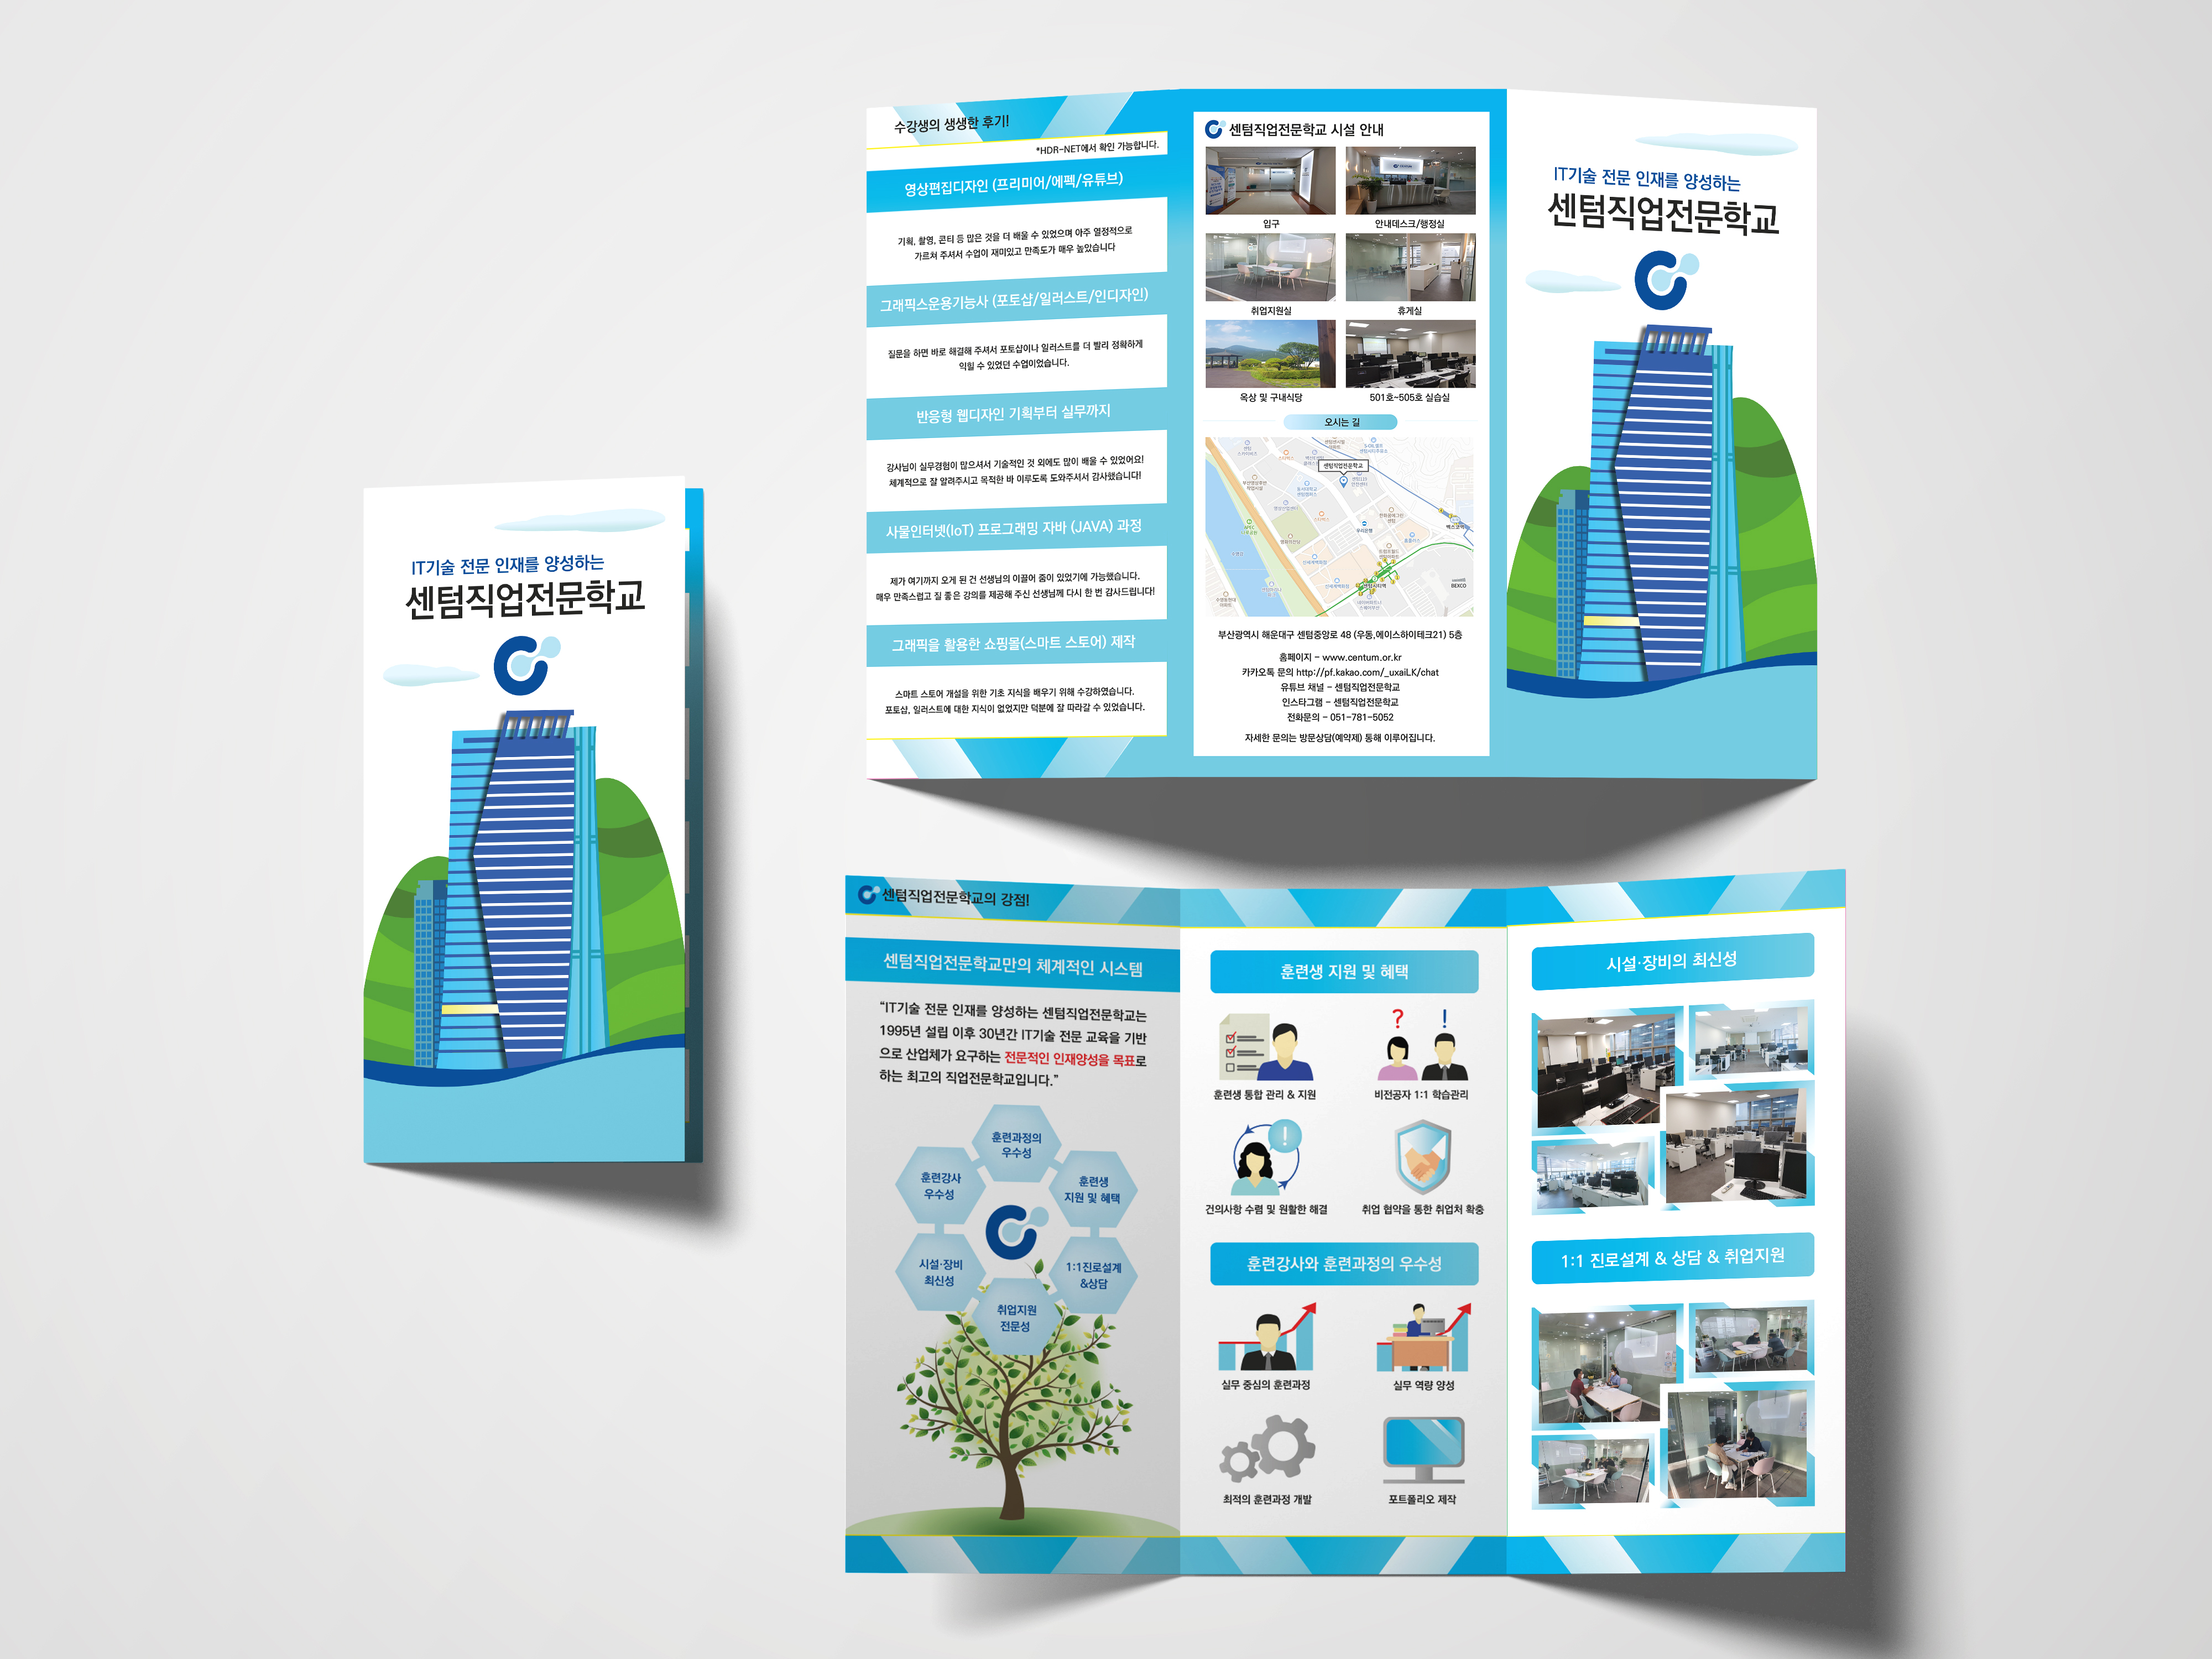 IT기술 전문 인재를 양성하는
센텀직업전문학교
수강생의 생생한 후기!
*HDR-NET에서 확인 가능합니다.
영상편집디자인 (프리미어/에펙/유튜브)
기획, 촬영, 콘티 등 많은 것을 더 배울 수 있었으며 아주 열정적으로
가르쳐 주셔서 수업이 재미있고 만족도가 매우 높았습니다
그래픽스운용기능사 (포토샵/일러스트/인디자인)
질문을 하면 바로 해결해 주셔서 포토샵이나 일러스트를 더 빨리 정확하게
익힐 수 있었던 수업이었습니다.
반응형 웹디자인 기획부터 실무까지
강사님이 실무경험이 많으셔서 기술적인 것 외에도 많이 배울 수 있었어요!
체계적으로 잘 알려주시고 목적한 바 이루도록 도와주셔서 감사했습니다!
사물인터넷(IoT) 프로그래밍 자바 (JAVA) 과정
제가 여기까지 오게 된 건 선생님의 이끌어 줌이 있었기에 가능했습니다.
매우 만족스럽고 질 좋은 강의를 제공해 주신 선생님께 다시 한 번 감사드립니다!
그래픽을 활용한 쇼핑몰(스마트 스토어) 제작
스마트 스토어 개설을 위한 기초 지식을 배우기 위해 수강하였습니다.
포토샵, 일러스트에 대한 지식이 없었지만 덕분에 잘 따라갈 수 있었습니다.
센텀직업전문학교 시설 안내
입구
안내데스크/행정실
취업지원실
휴게실
옥상 및 구내식당
501호~505호 실습실
오시는 길
센텀직업전문학교
센텀시티역
벡스코역
BEXCO
부산광역시 해운대구 센텀중앙로 48 (우동,에이스하이테크21) 5층
홈페이지 - www.centum.or.kr
카카오톡 문의 http://pf.kakao.com/_uxaiLK/chat
유튜브 채널 - 센텀직업전문학교
인스타그램 - 센텀직업전문학교
전화문의 - 051-781-5052
자세한 문의는 방문상담(예약제) 통해 이루어집니다.
IT기술 전문 인재를 양성하는
센텀직업전문학교
센텀직업전문학교의 강점!
센텀직업전문학교만의 체계적인 시스템
"IT기술 전문 인재를 양성하는 센텀직업전문학교는
1995년 설립 이후 30년간 IT기술 전문 교육을 기반
으로 산업체가 요구하는 전문적인 인재양성을 목표로
하는 최고의 직업전문학교입니다."
훈련과정의
우수성
훈련강사
우수성
훈련생
지원 및 혜택
시설·장비
최신성
1:1진로설계
&상담
취업지원
전문성
훈련생 지원 및 혜택
?
!
훈련생 통합 관리 & 지원
비전공자 1:1 학습관리
!
건의사항 수렴 및 원활한 해결
취업 협약을 통한 취업처 확충
훈련강사와 훈련과정의 우수성
실무 중심의 훈련과정
실무 역량 양성
최적의 훈련과정 개발
포트폴리오 제작
시설·장비의 최신성
1:1 진로설계 & 상담 & 취업지원